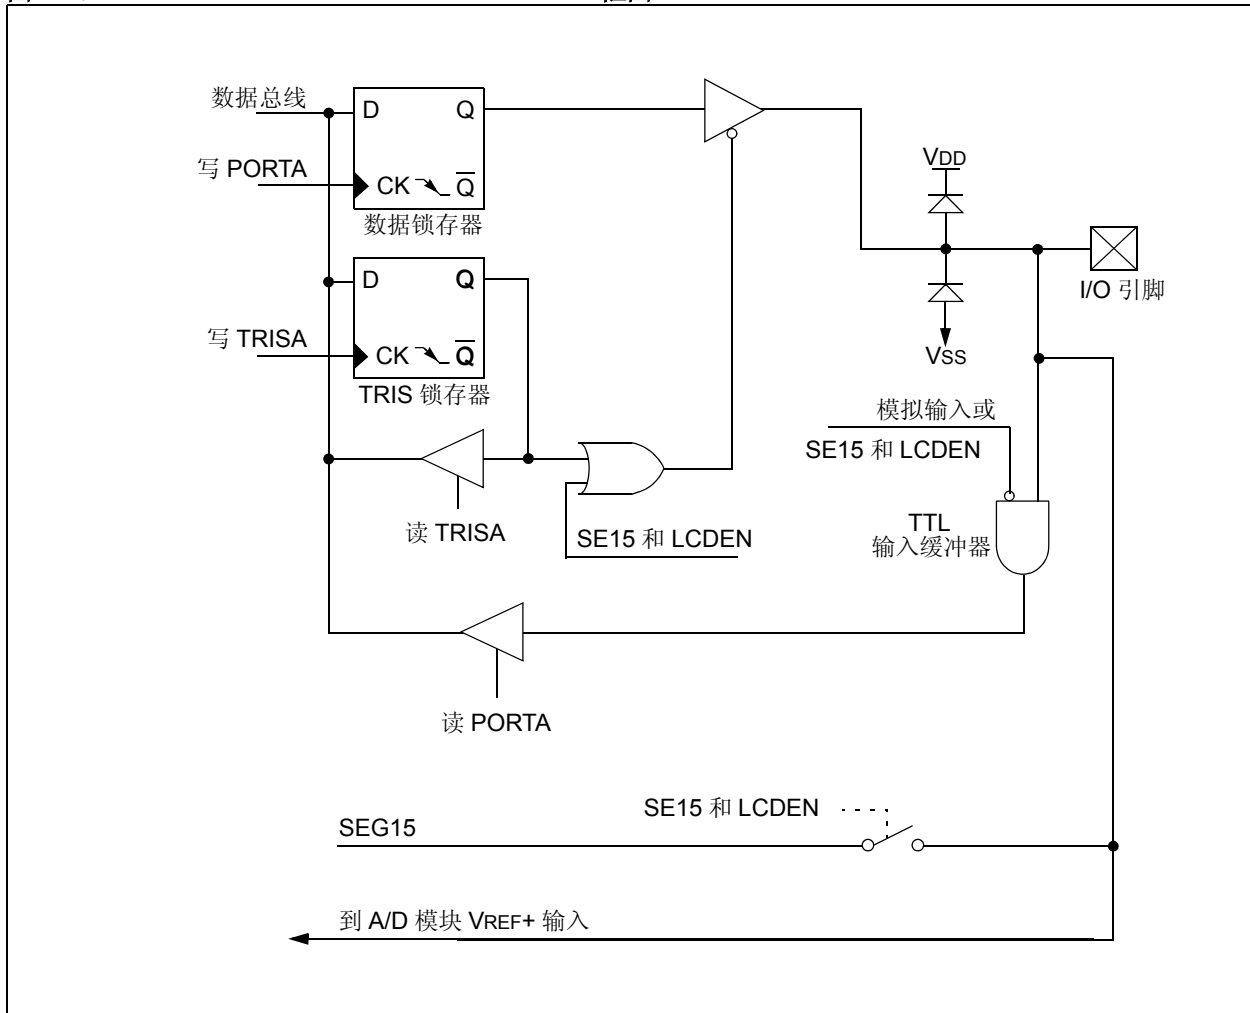 数据总线
D
Q
写 PORTA
CK
Q
数据锁存器
VDD
I/O 引脚
D
Q
写 TRISA
CK
Q
TRIS 锁存器
VSS
模拟输入或
SE15 和 LCDEN
读 TRISA
SE15 和 LCDEN
TTL
输入缓冲器
读 PORTA
SE15 和 LCDEN
SEG15
到 A/D 模块 VREF+ 输入